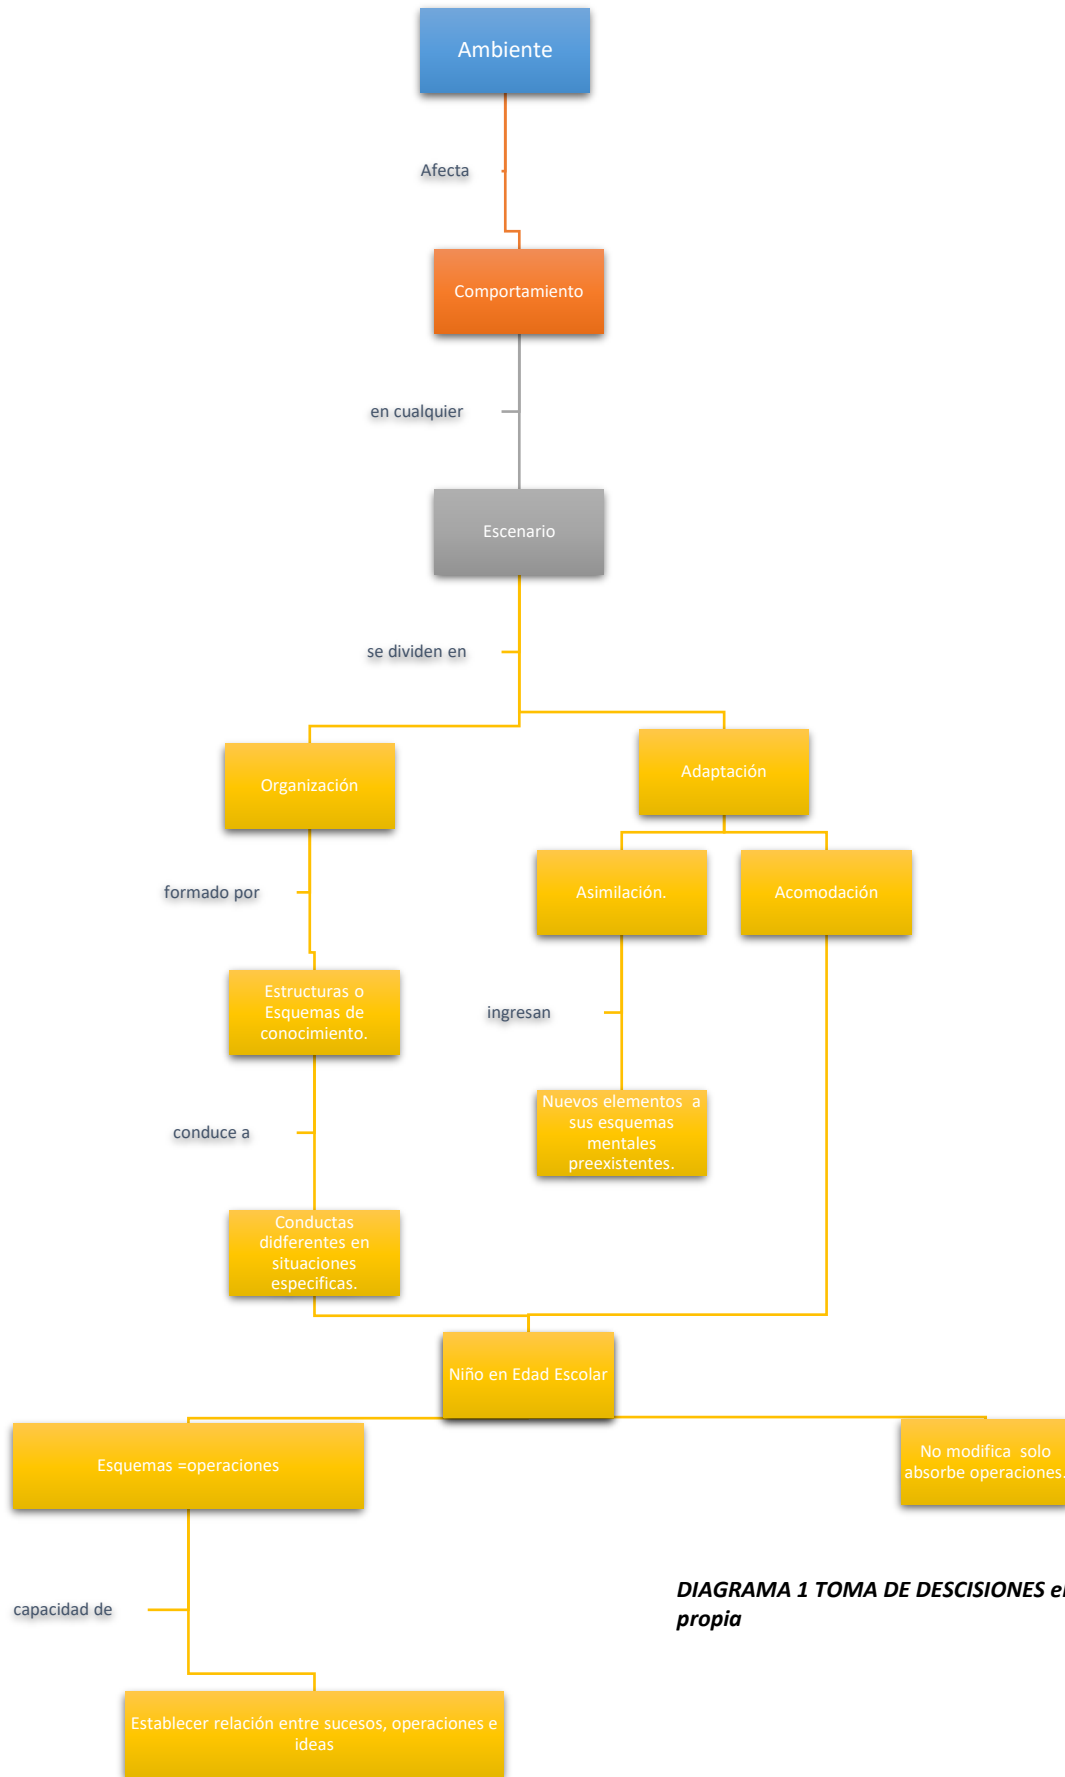 Ambiente
Afecta
Comportamiento
en cualquier
Escenario
se dividen en
Organización
Adaptación
formado por
Asimilación.
Acomodación
Estructuras o
Esquemas de
conocimiento.
ingresan
conduce a
Nuevos elementos a
sus esquemas
mentales
preexistentes.
Conductas
didferentes en
situaciones
especificas.
Niño en Edad Escolar
Esquemas =operaciones
No modifica solo
absorbe operaciones.
capacidad de
DIAGRAMA 1 TOMA DE DESCISIONES
propia
Establecer relación entre sucesos, operaciones e
ideas